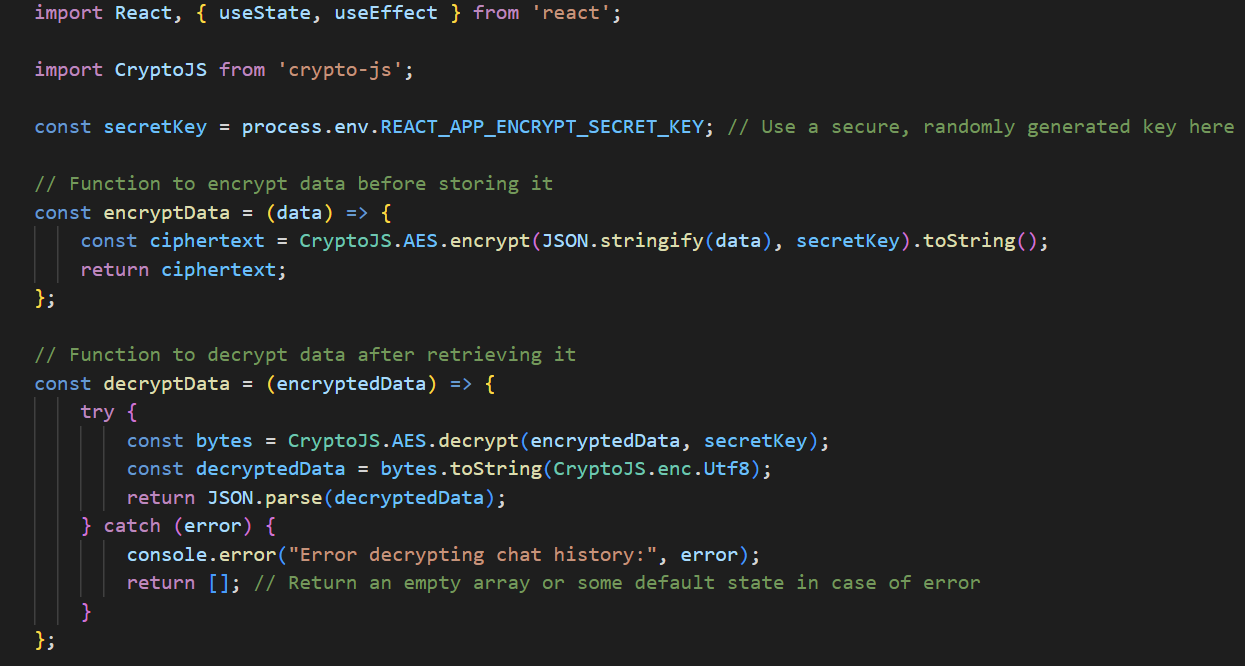 import React, { useState, useEffect } from 'react';
import CryptoJS from 'crypto-js';
const secretKey = process.env.REACT_APP_ENCRYPT_SECRET_KEY; // Use a secure, randomly generated key here
// Function to encrypt data before storing it
const encryptData = (data) => {
const ciphertext = CryptoJS.AES.encrypt(JSON.stringify(data), secretKey).toString();
return ciphertext;
};
// Function to decrypt data after retrieving it
const decryptData = (encryptedData) => {
try {
const bytes = CryptoJS.AES.decrypt(encryptedData, secretKey);
const decryptedData = bytes.toString(CryptoJS.enc.Utf8);
return JSON.parse(decryptedData);
} catch (error) {
console.error("Error decrypting chat history:", error);
return []; // Return an empty array or some default state in case of error
}
};